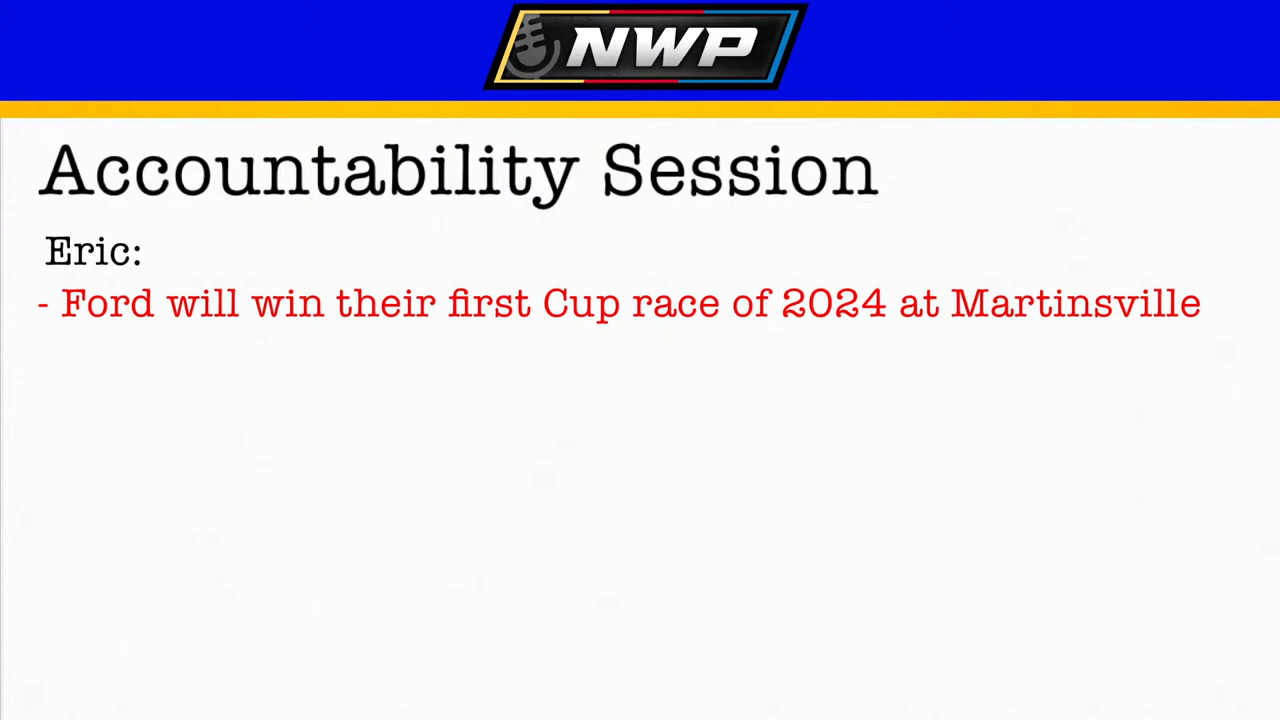 NWP
Accountability Session
Eric:
- Ford will win their first Cup race of 2024 at Martinsville